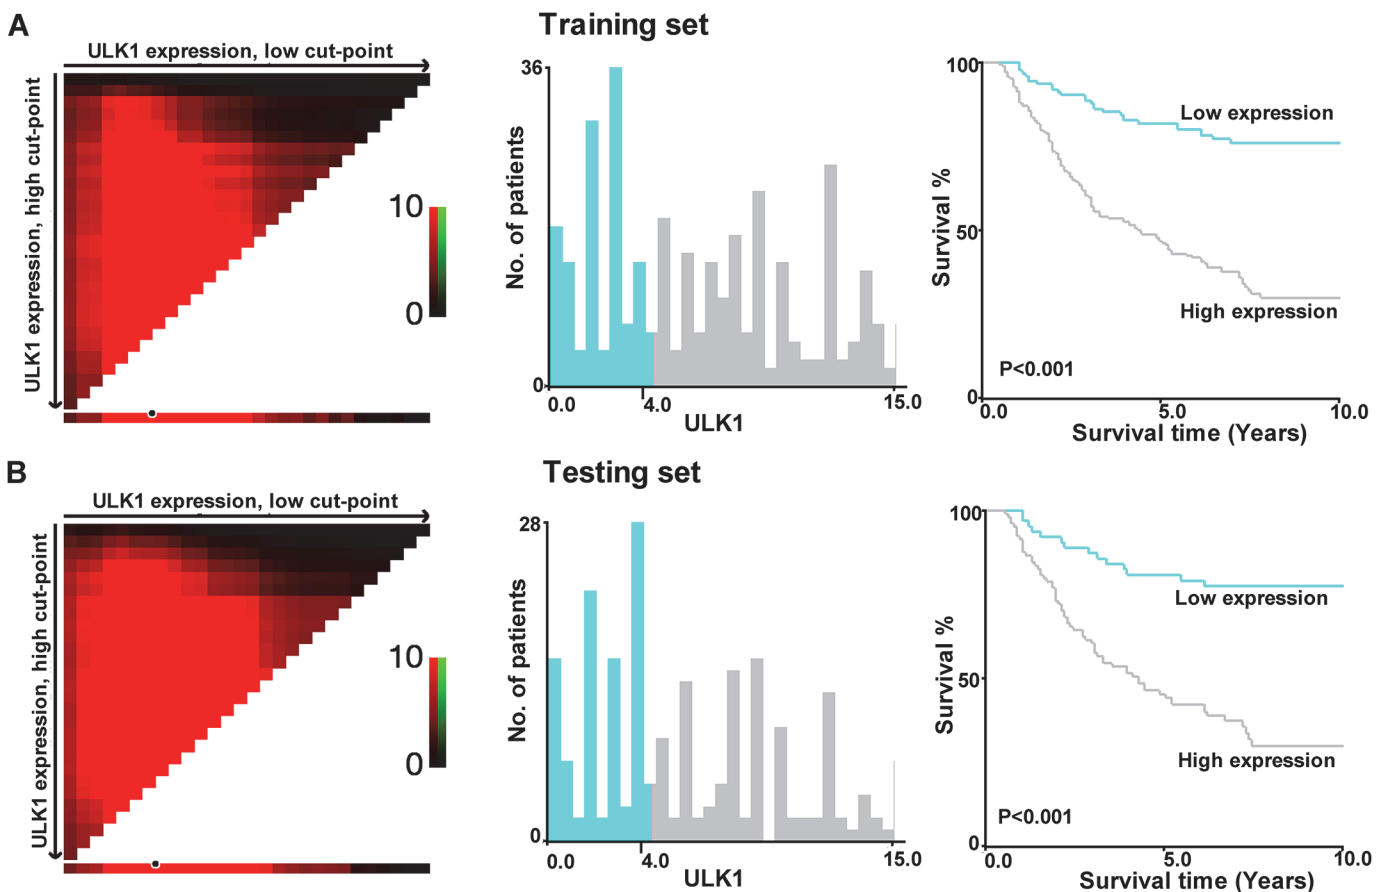 A
Training set
ULK1 expression, low cut-point
ULK1 expression, high cut-point
10
0
36
No. of patients
0
0.0
4.0
15.0
ULK1
100
Survival %
50
0
Low expression
High expression
P<0.001
0.0
5.0
10.0
Survival time (Years)
B
Testing set
ULK1 expression, low cut-point
ULK1 expression, high cut-point
10
0
28
No. of patients
0
0.0
4.0
15.0
ULK1
100
Survival %
50
0
Low expression
High expression
P<0.001
0.0
5.0
10.0
Survival time (Years)